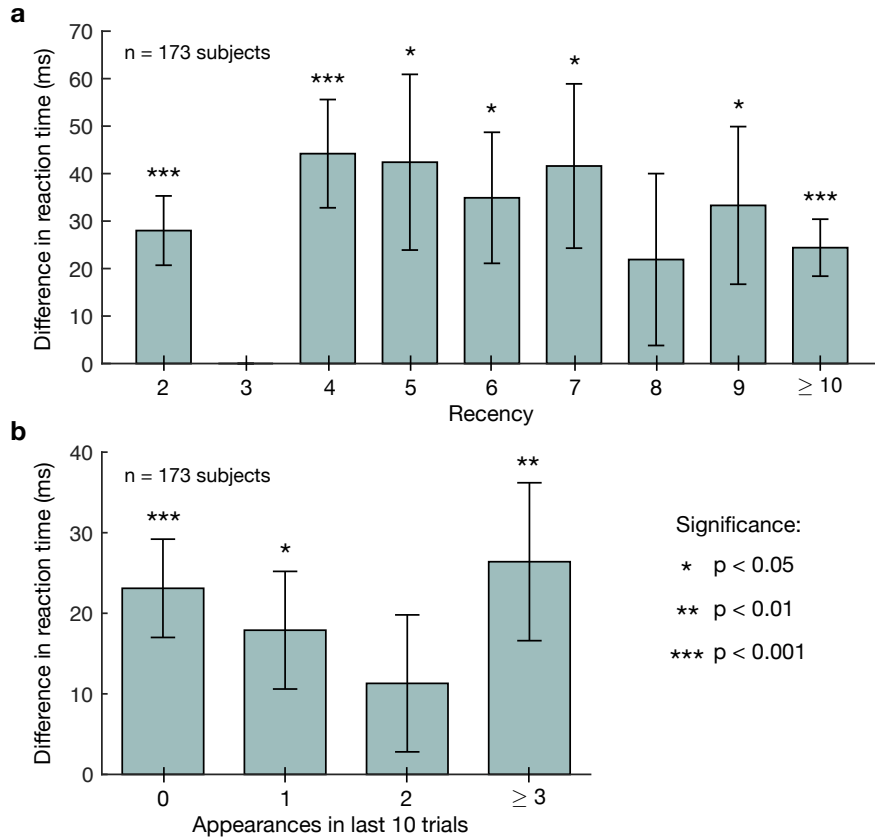 a
n = 173 subjects
Difference in reaction time (ms)
70
60
50
40
30
20
10
0
*** *** * * * * ***
2 3 4 5 6 7 8 9 ≥ 10
Recency
b
n = 173 subjects
Difference in reaction time (ms)
40
30
20
10
0
*** * **
0 1 2 ≥ 3
Appearances in last 10 trials
Significance:
* p < 0.05
** p < 0.01
*** p < 0.001